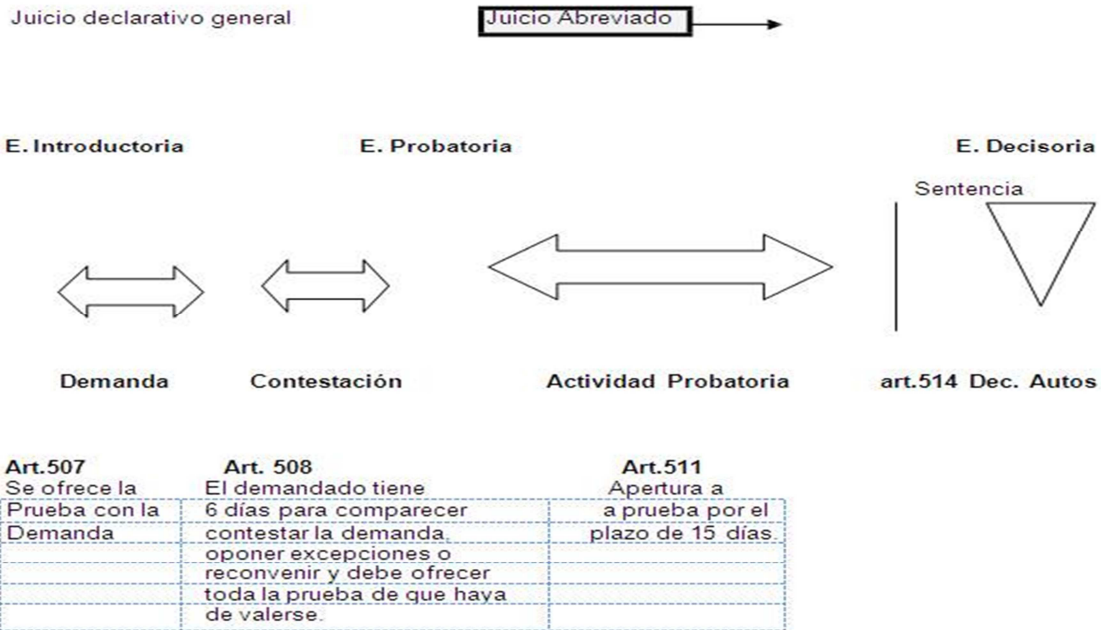 Juicio declarativo general
Juicio Abreviado
E. Introductoria
E. Probatoria
E. Decisoria
Sentencia
Demanda
Contestación
Actividad Probatoria
art.514 Dec. Autos
Art.507
Se ofrece la
Prueba con la
Demanda
Art. 508
El demandado tiene
6 días para comparecer
contestar la demanda,
oponer excepciones o
reconvenir y debe ofrecer
toda la prueba de que haya
de valerse.
Art.511
Apertura a
a prueba por el
plazo de 15 días.